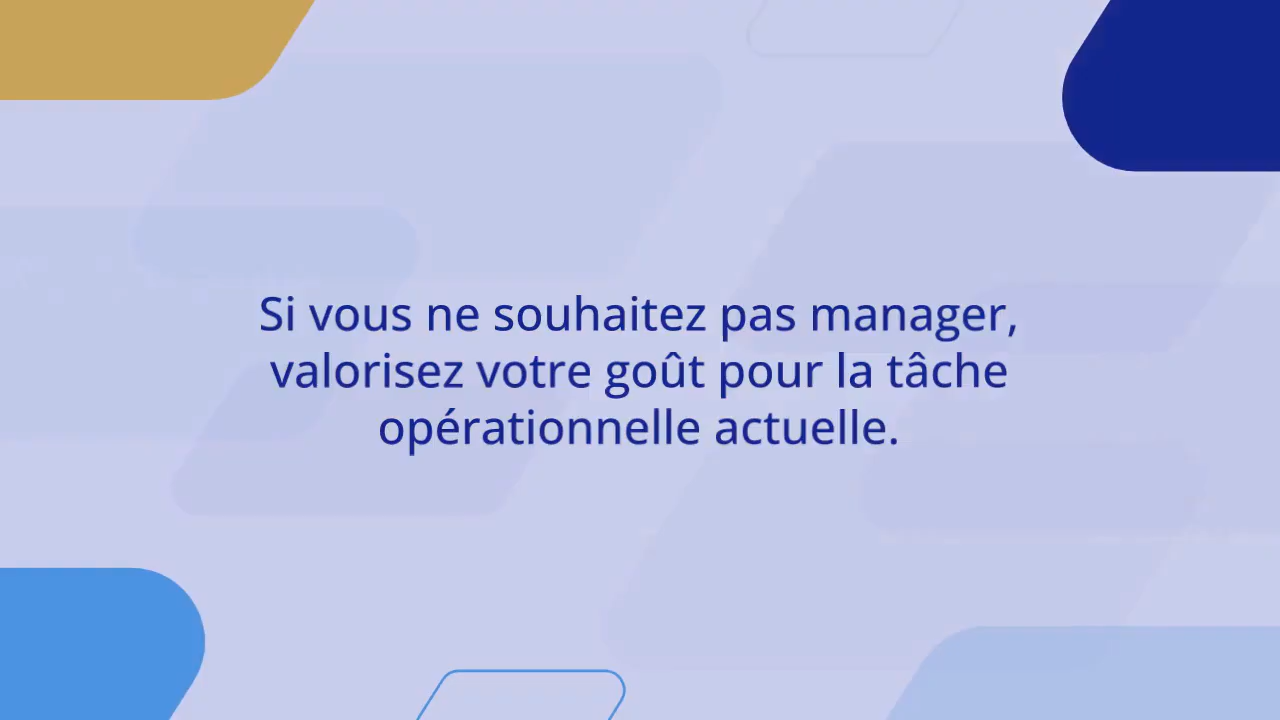 Si vous ne souhaitez pas manager,
valorisez votre goût pour la tâche
opérationnelle actuelle.